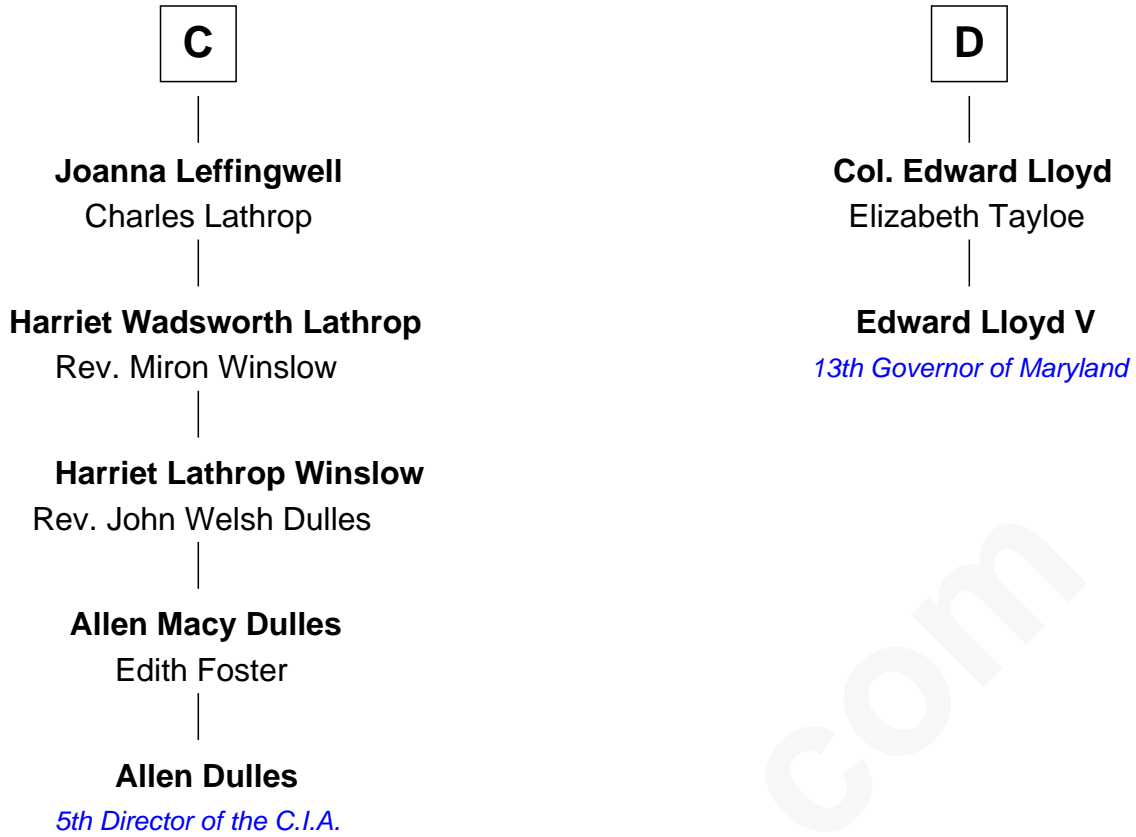 C
Joanna Leffingwell
Charles Lathrop
Harriet Wadsworth Lathrop
Rev. Miron Winslow
Harriet Lathrop Winslow
Rev. John Welsh Dulles
Allen Macy Dulles
Edith Foster
Allen Dulles
5th Director of the C.I.A.
D
Col. Edward Lloyd
Elizabeth Tayloe
Edward Lloyd V
13th Governor of Maryland
com